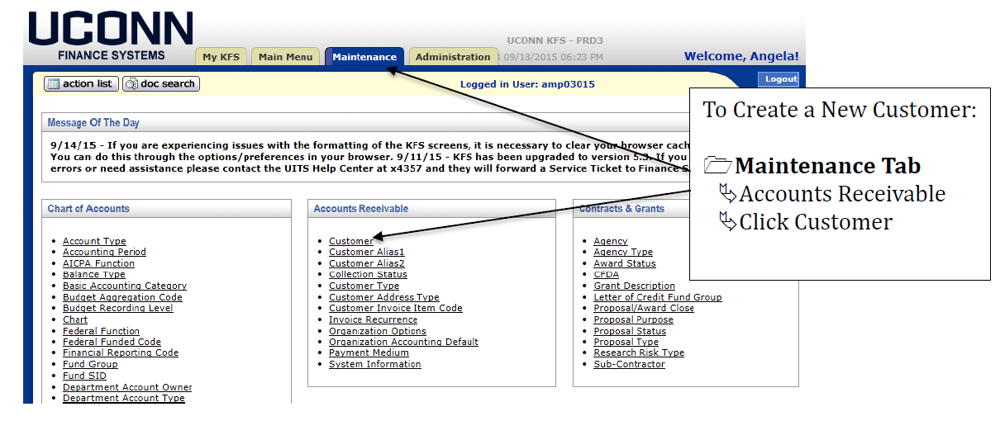 UCONN
FINANCE SYSTEMS
My KFS
Main Menu
Maintenance
Administration
UCONN KFS - PRD3
09/18/2015 06:23 PM
Welcome, Angela!
action list
doc search
Logged in User: amp03015
Logout
To Create a New Customer:
Maintenance Tab
Accounts Receivable
Click Customer
Message Of The Day
9/14/15 - If you are experiencing issues with the formatting of the KFS screens, it is necessary to clear your browser cach
You can do this through the options/preferences in your browser. 9/11/15 - KFS has been upgraded to version 5.3. If you
errors or need assistance please contact the UITS Help Center at x4357 and they will forward a Service Ticket to Finance S
Chart of Accounts
Account Type
Accounting Period
AICPA Function
Balance Type
Basic Accounting Category
Budget Aggregation Code
Budget Recording Level
Chart
Federal Function
Federal Funded Code
Financial Reporting Code
Fund Group
Fund SID
Department Account Owner
Department Account Type
Accounts Receivable
Customer
Customer Alias1
Customer Alias2
Collection Status
Customer Type
Customer Address Type
Customer Invoice Item Code
Invoice Recurrence
Organization Options
Organization Accounting Default
Payment Medium
System Information
Contracts & Grants
Agency
Agency Type
Award Status
CFDA
Grant Description
Letter of Credit Fund Group
Proposal/Award Close
Proposal Purpose
Proposal Status
Proposal Type
Research Risk Type
Sub-Contractor